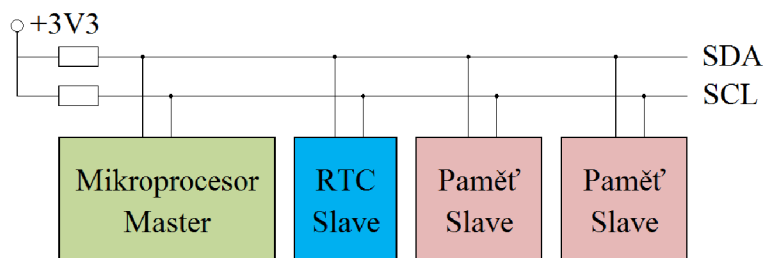 +3V3
SDA
SCL
Mikroprocesor
Master
RTC
Slave
Paměť
Slave
Paměť
Slave